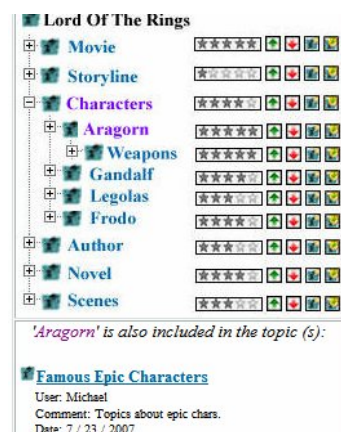 Lord Of The Rings
Movie
Storyline
Characters
Aragorn
Weapons
Gandalf
Legolas
Frodo
Author
Novel
Scenes
'Aragorn' is also included in the topic (s):
Famous Epic Characters
User: Michael
Comment: Topics about epic chars.
Date: 7 / 23 / 2007